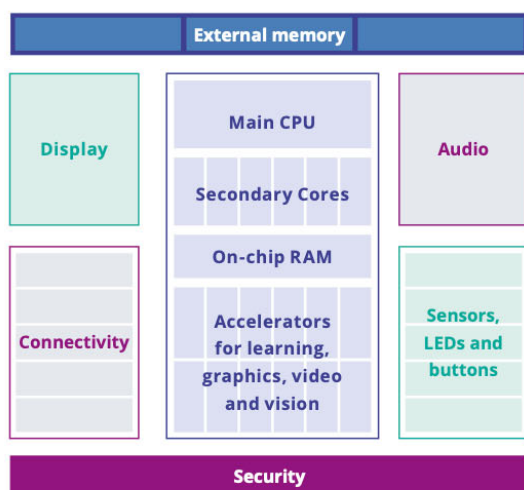 External memory
Display
Main CPU
Audio
Secondary Cores
On-chip RAM
Connectivity
Accelerators
for learning,
graphics, video
and vision
Sensors,
LEDs and
buttons
Security